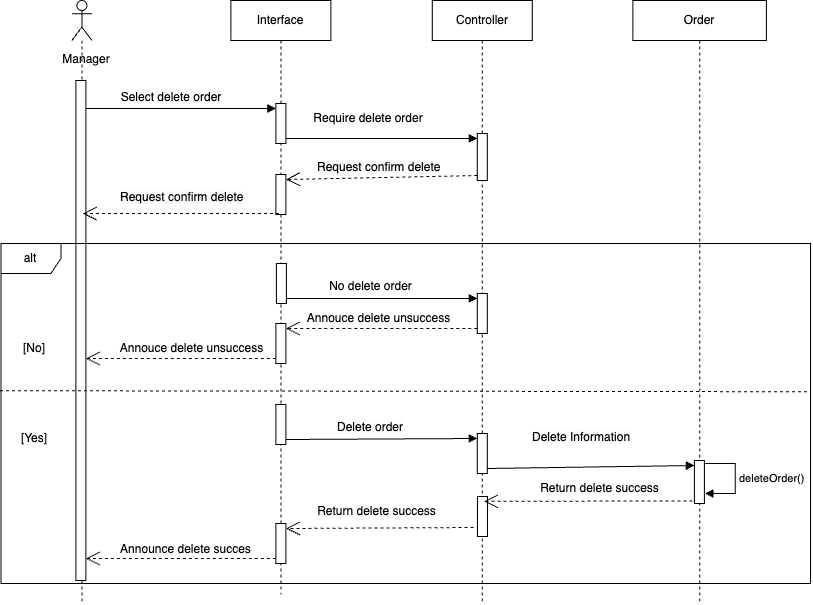 Interface
Controller
Order
Manager
Select delete order
Require delete order
Request confirm delete
Request confirm delete
alt
No delete order
Annouce delete unsuccess
[No]
Annouce delete unsuccess
[Yes]
Delete order
Delete Information
deleteOrder()
Return delete success
Return delete success
Announce delete succes